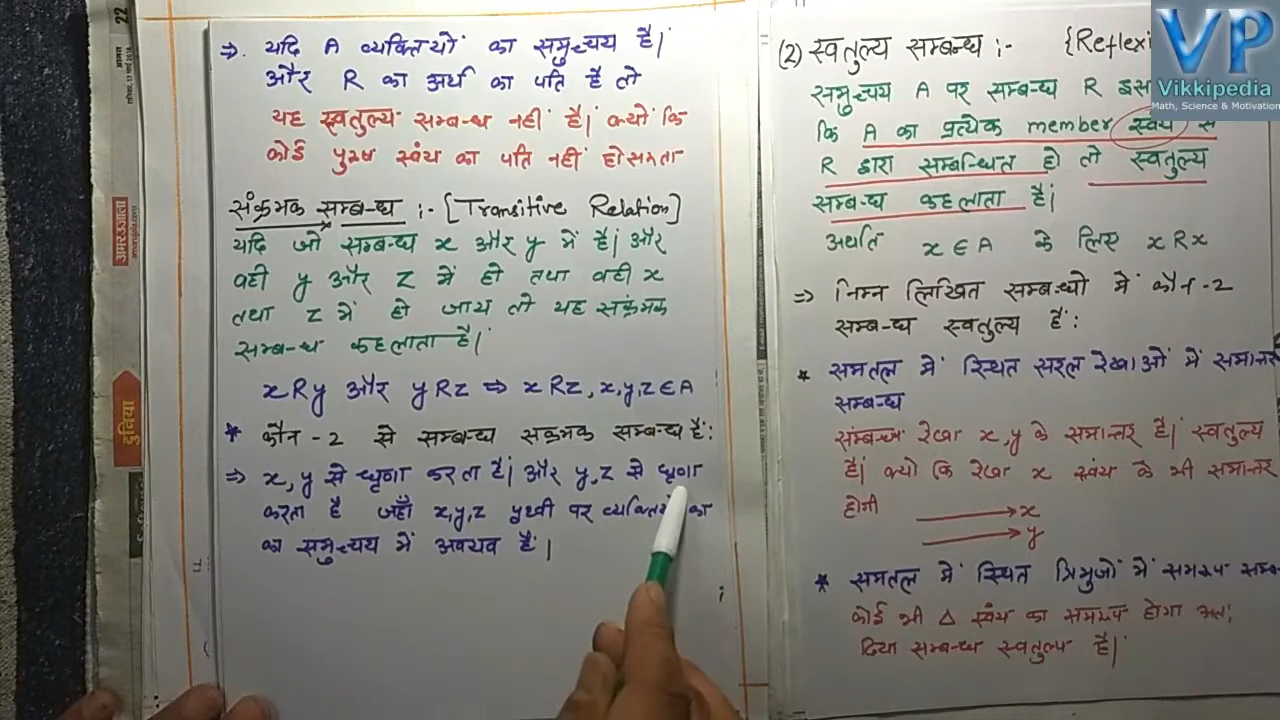 ⇒. यदि A व्यक्तियों का समुच्चय है।
और R का अर्थ का पति है तो
यह स्वतुल्य सम्बन्ध नहीं है। क्यों कि
कोई पुरुष स्वंय का पति नहीं हो सकता
संक्रमक सम्बन्ध :- [Transitive Relation]
यदि जो सम्बन्ध x और y में है। और
वही y और z में हो तथा वही x
तथा z में हो जाय तो यह सक्रंमक
सम्बन्ध कहलाता है।
xRy और yRz ⇒ xRz, x,y,z∈A
* कौन-2 से सम्बन्ध सक्रमक सम्बन्ध है:
⇒ x, y से घृणा करता है। और y, z से घृणा
करता है जहाँ x,y,z पृथ्वी पर व्यक्तियों का
का समुच्चय में अवयव हैं।
(2) स्वतुल्य सम्बन्ध :- {Reflexi
समुच्चय A पर सम्बन्ध R इस
कि A का प्रत्येक member स्वंय से
R द्वारा सम्बन्धित हो तो स्वतुल्य
सम्बन्ध कहलाता है।
अर्थात x∈A के लिए xRx
⇒ निम्न लिखित सम्बन्धो में कौन-2
सम्बन्ध स्वतुल्य हैं:
* समतल में स्थित सरल रेखाओं में समान्तर
सम्बन्ध
संम्बन्ध रेखा x,y के समान्तर है। स्वतुल्य
है। क्यो कि रेखा x स्वंय के भी समान्तर
होगी
x
y
* समतल में स्थित त्रिभुजों में समरूप सम्ब
कोई भी Δ स्वंय का समरूप होगा अतः
दिया सम्बन्ध स्वतुल्य है।
VP
Vikkipedia
Math, Science & Motivation
22
अमरउजाला
दुनिया